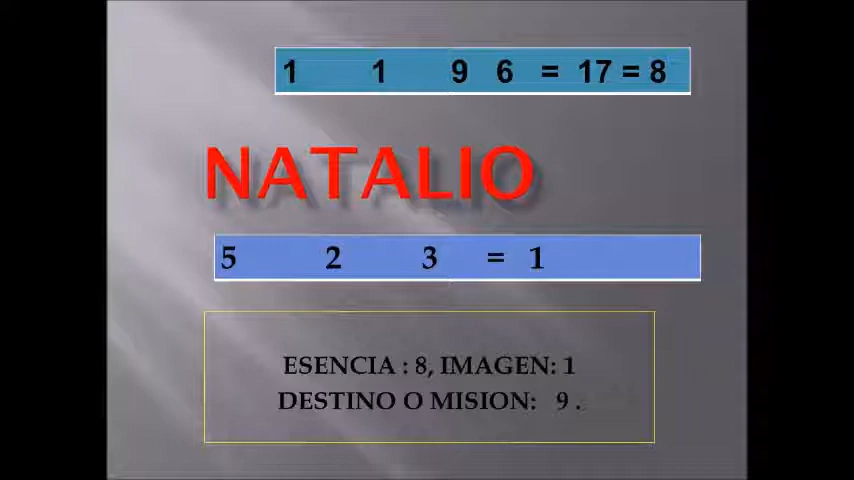 1 1 9 6 = 17 = 8
NATALIO
5 2 3 = 1
ESENCIA : 8, IMAGEN: 1
DESTINO O MISION: 9 .